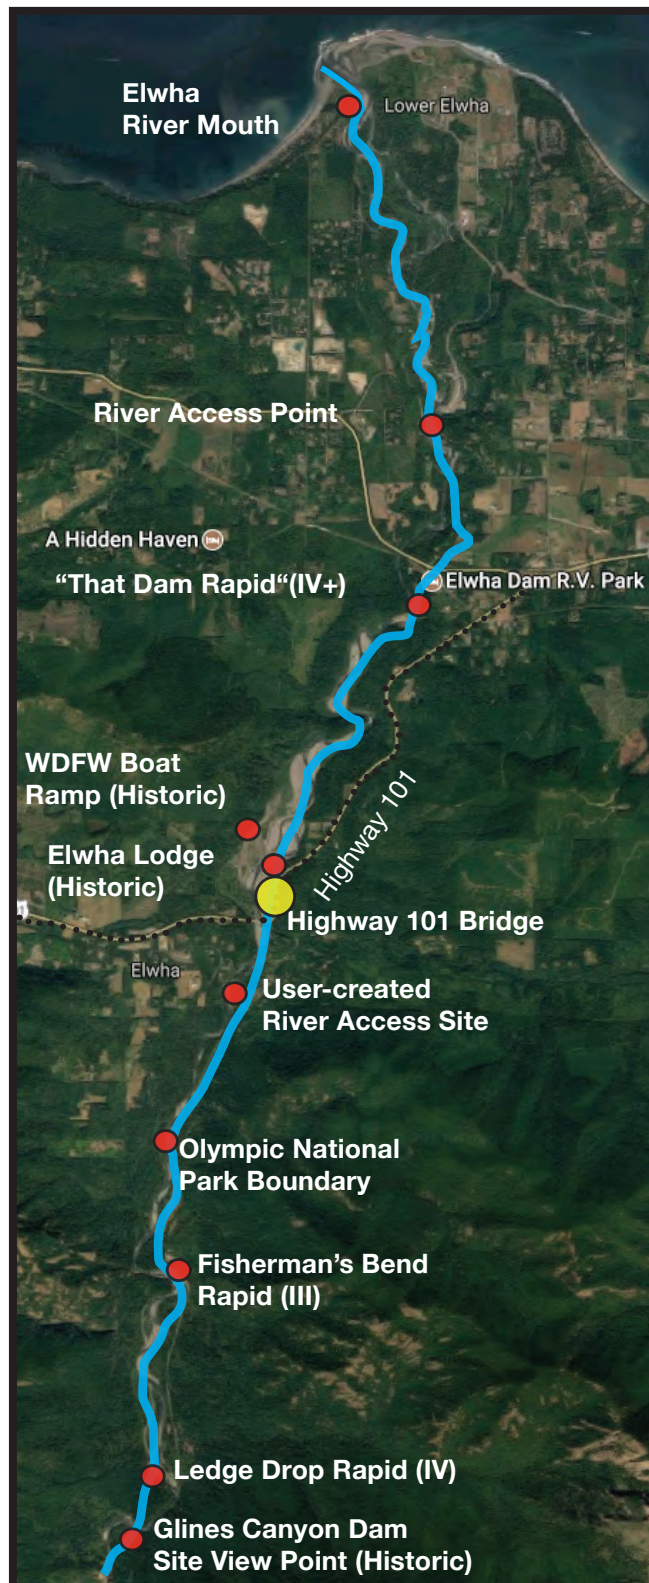 Elwha
River Mouth
Lower Elwha
River Access Point
A Hidden Haven
“That Dam Rapid“(IV+)
Elwha Dam R.V. Park
WDFW Boat
Ramp (Historic)
Elwha Lodge
(Historic)
Highway 101
Highway 101 Bridge
Elwha
User-created
River Access Site
Olympic National
Park Boundary
Fisherman’s Bend
Rapid (III)
Ledge Drop Rapid (IV)
Glines Canyon Dam
Site View Point (Historic)